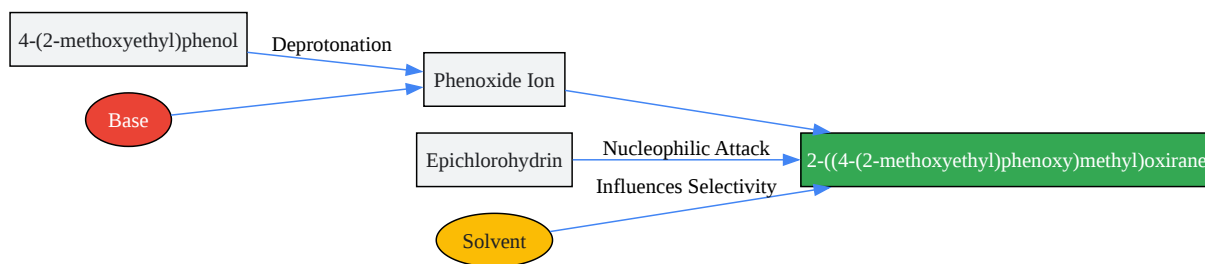 4-(2-methoxyethyl)phenol
Deprotonation
Phenoxide Ion
Base
Epichlorohydrin
Nucleophilic Attack
2-((4-(2-methoxyethyl)phenoxy)methyl)oxirane
Influences Selectivity
Solvent